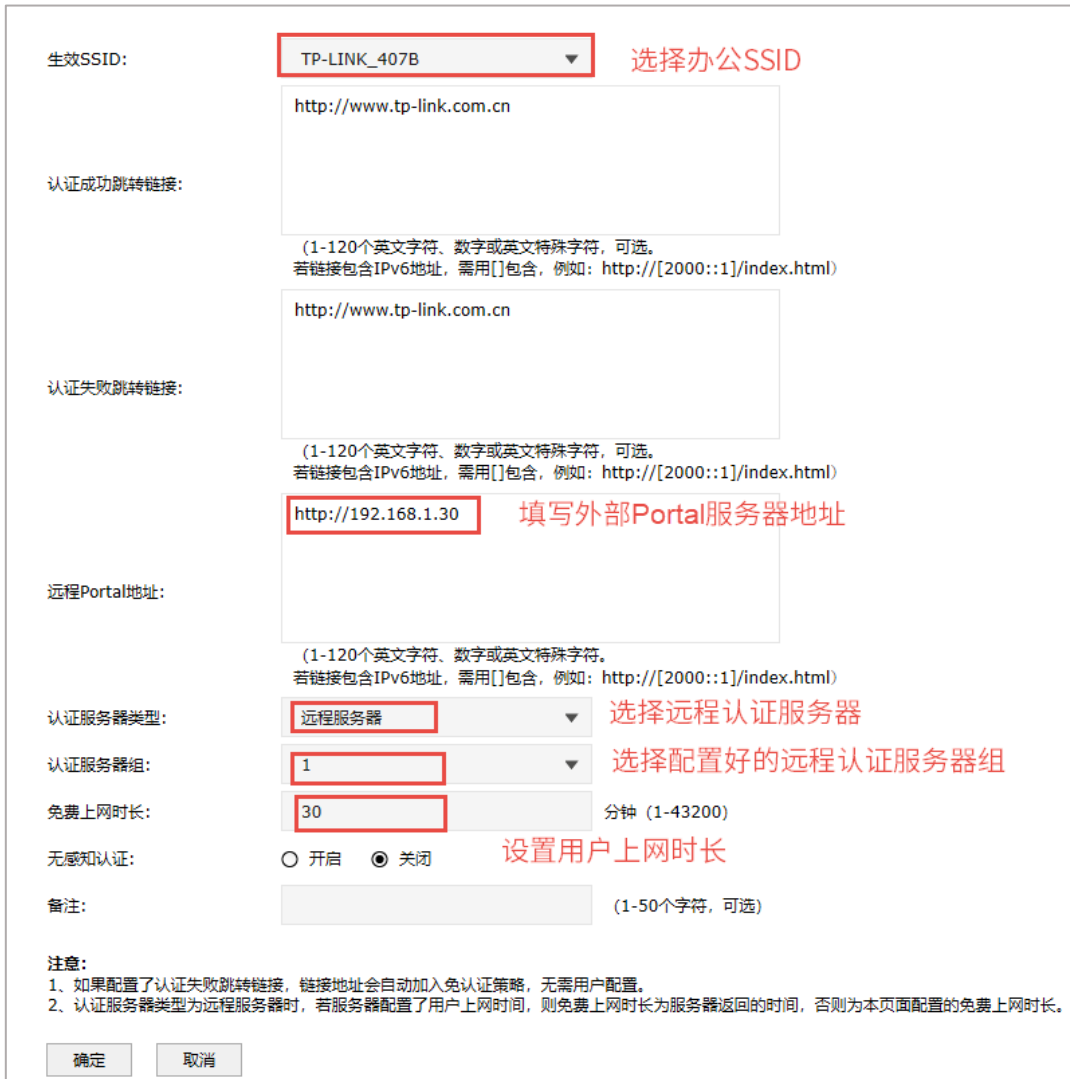 生效SSID: TP-LINK_407B 选择办公SSID
http://www.tp-link.com.cn
认证成功跳转链接:
(1-120个英文字符、数字或英文特殊字符，可选。
若链接包含IPv6地址，需用[]包含，例如：http://[2000::1]/index.html)
http://www.tp-link.com.cn
认证失败跳转链接:
(1-120个英文字符、数字或英文特殊字符，可选。
若链接包含IPv6地址，需用[]包含，例如：http://[2000::1]/index.html)
http://192.168.1.30 填写外部Portal服务器地址
远程Portal地址:
(1-120个英文字符、数字或英文特殊字符。
若链接包含IPv6地址，需用[]包含，例如：http://[2000::1]/index.html)
认证服务器类型: 远程服务器 选择远程认证服务器
认证服务器组: 1 选择配置好的远程认证服务器组
免费上网时长: 30 分钟（1-43200）
无感知认证: 开启 关闭 设置用户上网时长
备注: (1-50个字符，可选)
注意:
1、如果配置了认证失败跳转链接，链接地址会自动加入免认证策略，无需用户配置。
2、认证服务器类型为远程服务器时，若服务器配置了用户上网时间，则免费上网时长为服务器返回的时间，否则为本页面配置的免费上网时长。
确定 取消